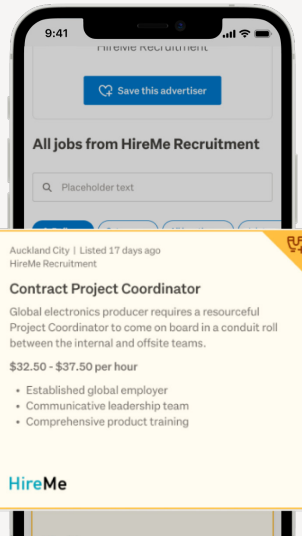 9:41
HireMe Recruitment
Save this advertiser
All jobs from HireMe Recruitment
Placeholder text
Auckland City | Listed 17 days ago
HireMe Recruitment
Contract Project Coordinator
Global electronics producer requires a resourceful
Project Coordinator to come on board in a conduit roll
between the internal and offsite teams.
$32.50 - $37.50 per hour
• Established global employer
• Communicative leadership team
• Comprehensive product training
HireMe